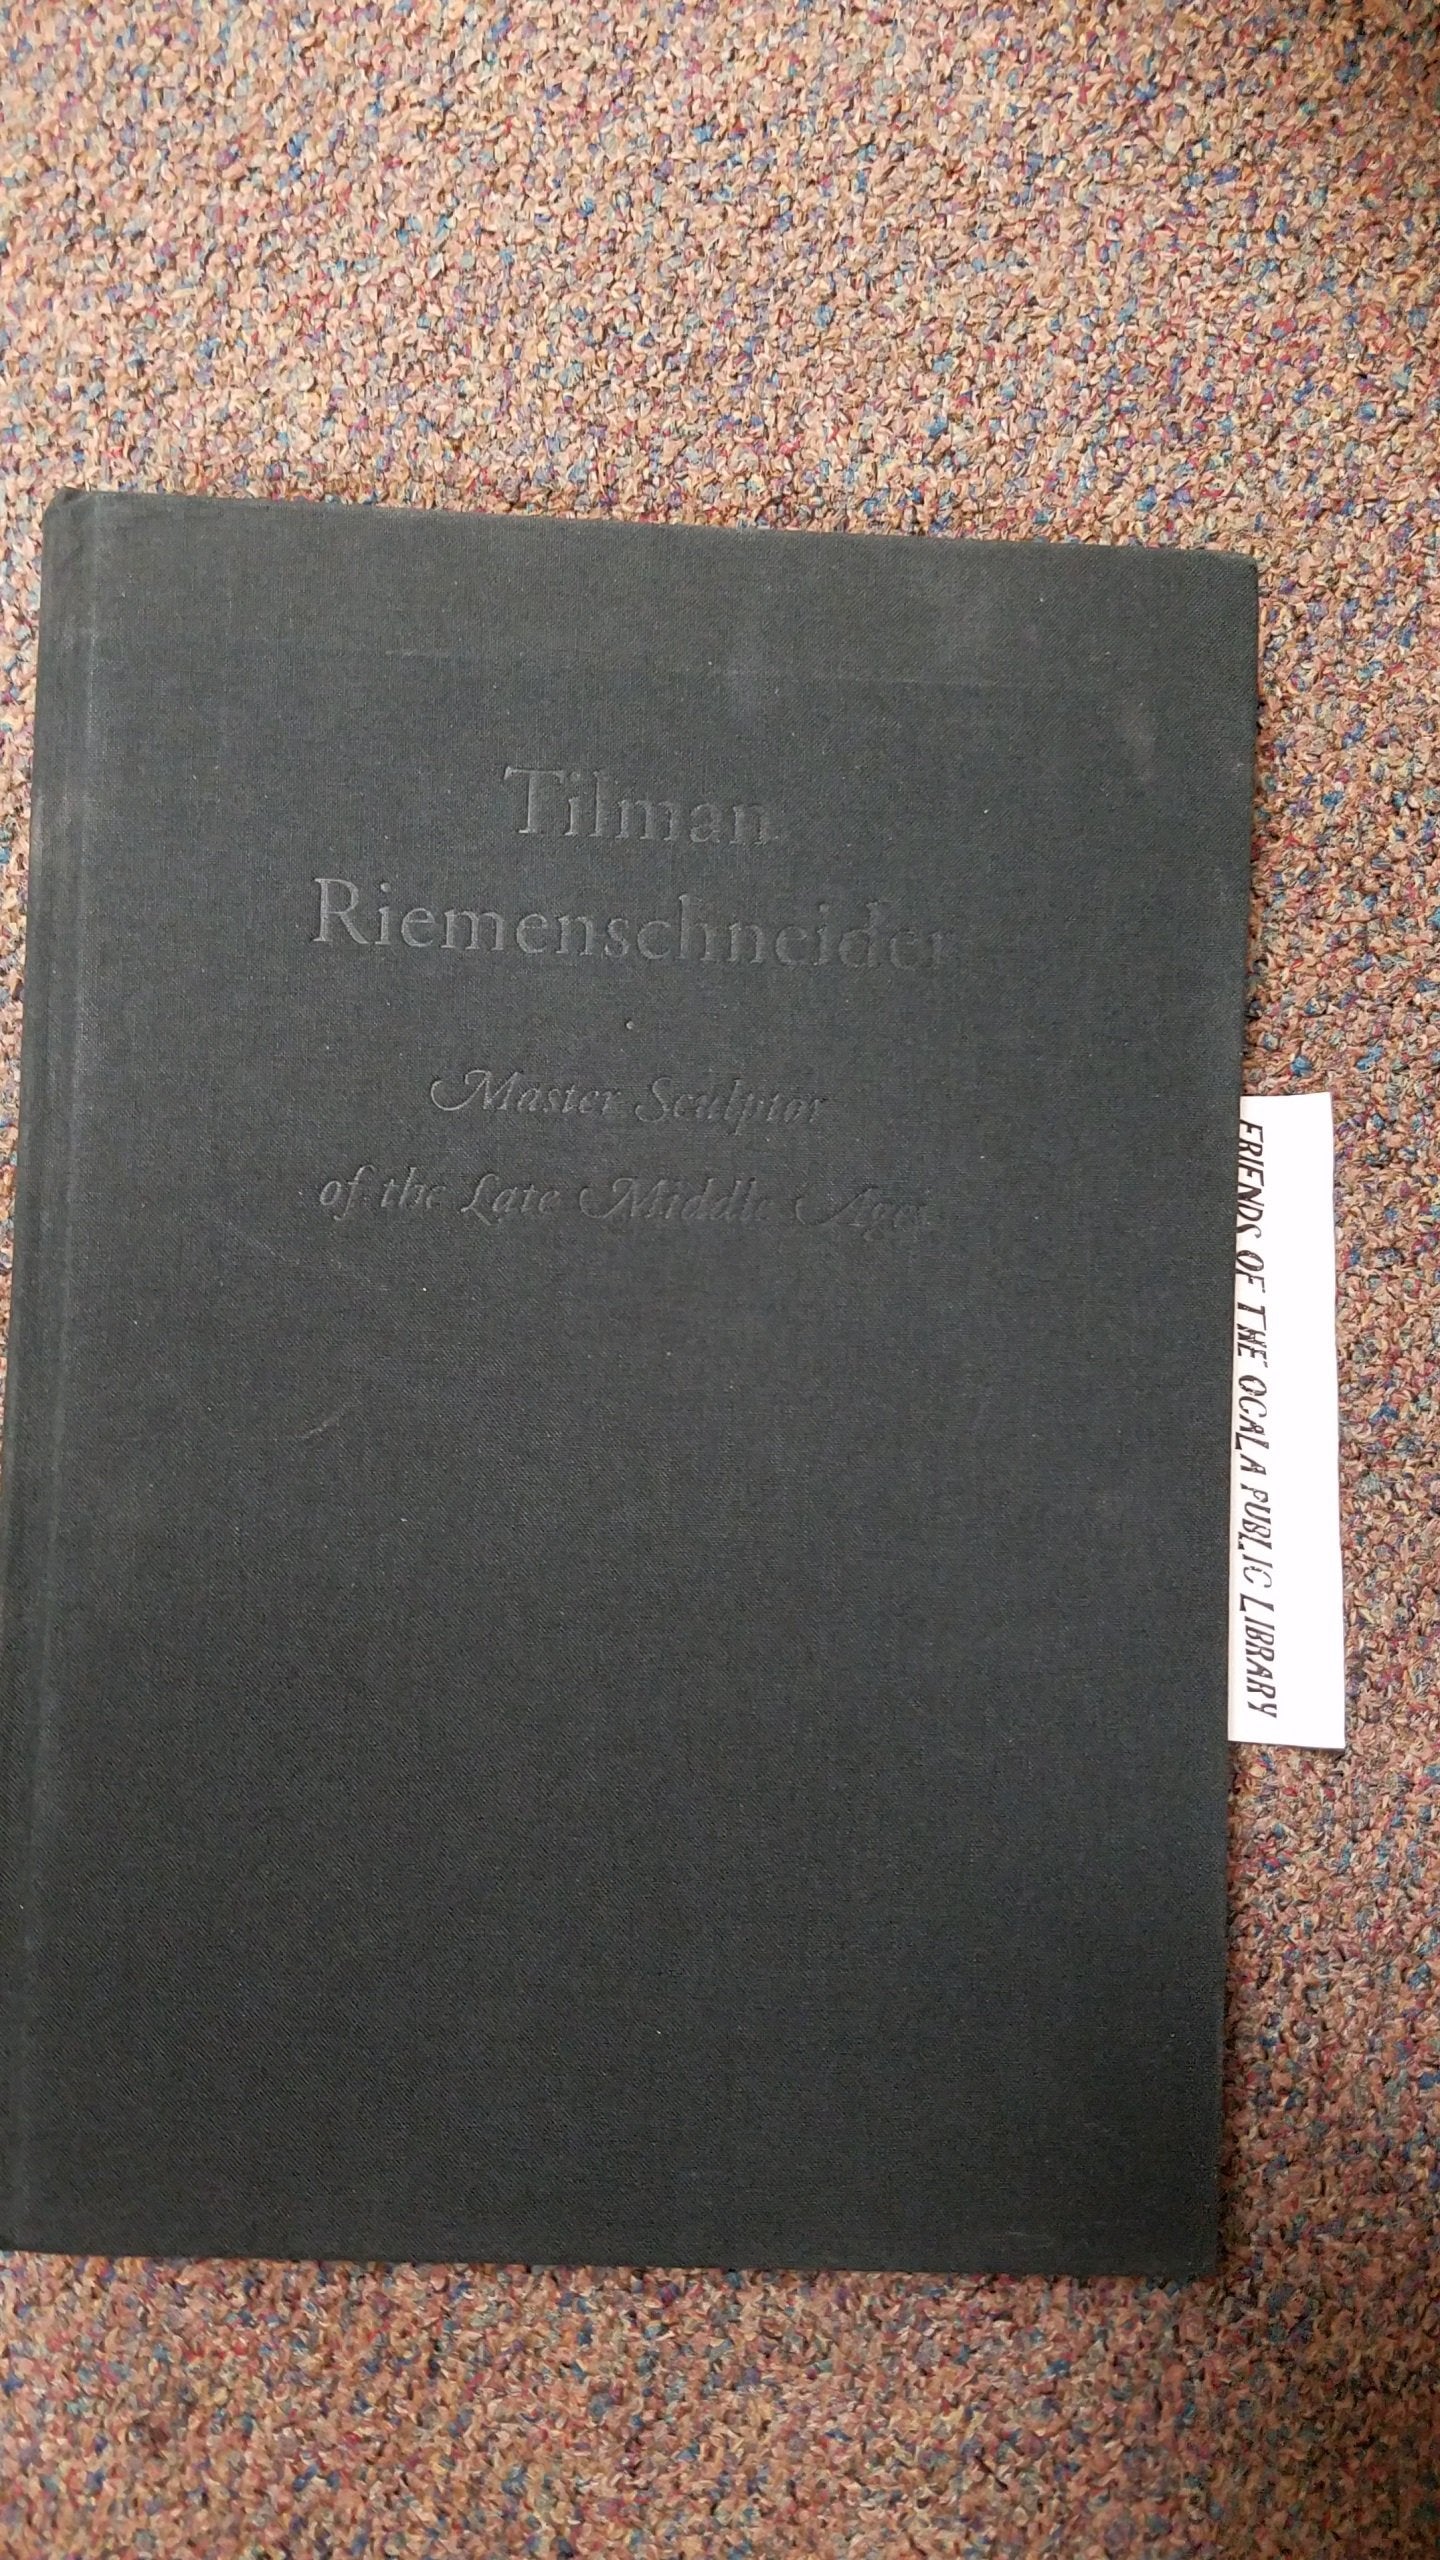 Tilman
Riemenschneider
Master Sculptor
of the Late Middle Ages
FRIENDS OF THE OCALA PUBLIC LIBRARY